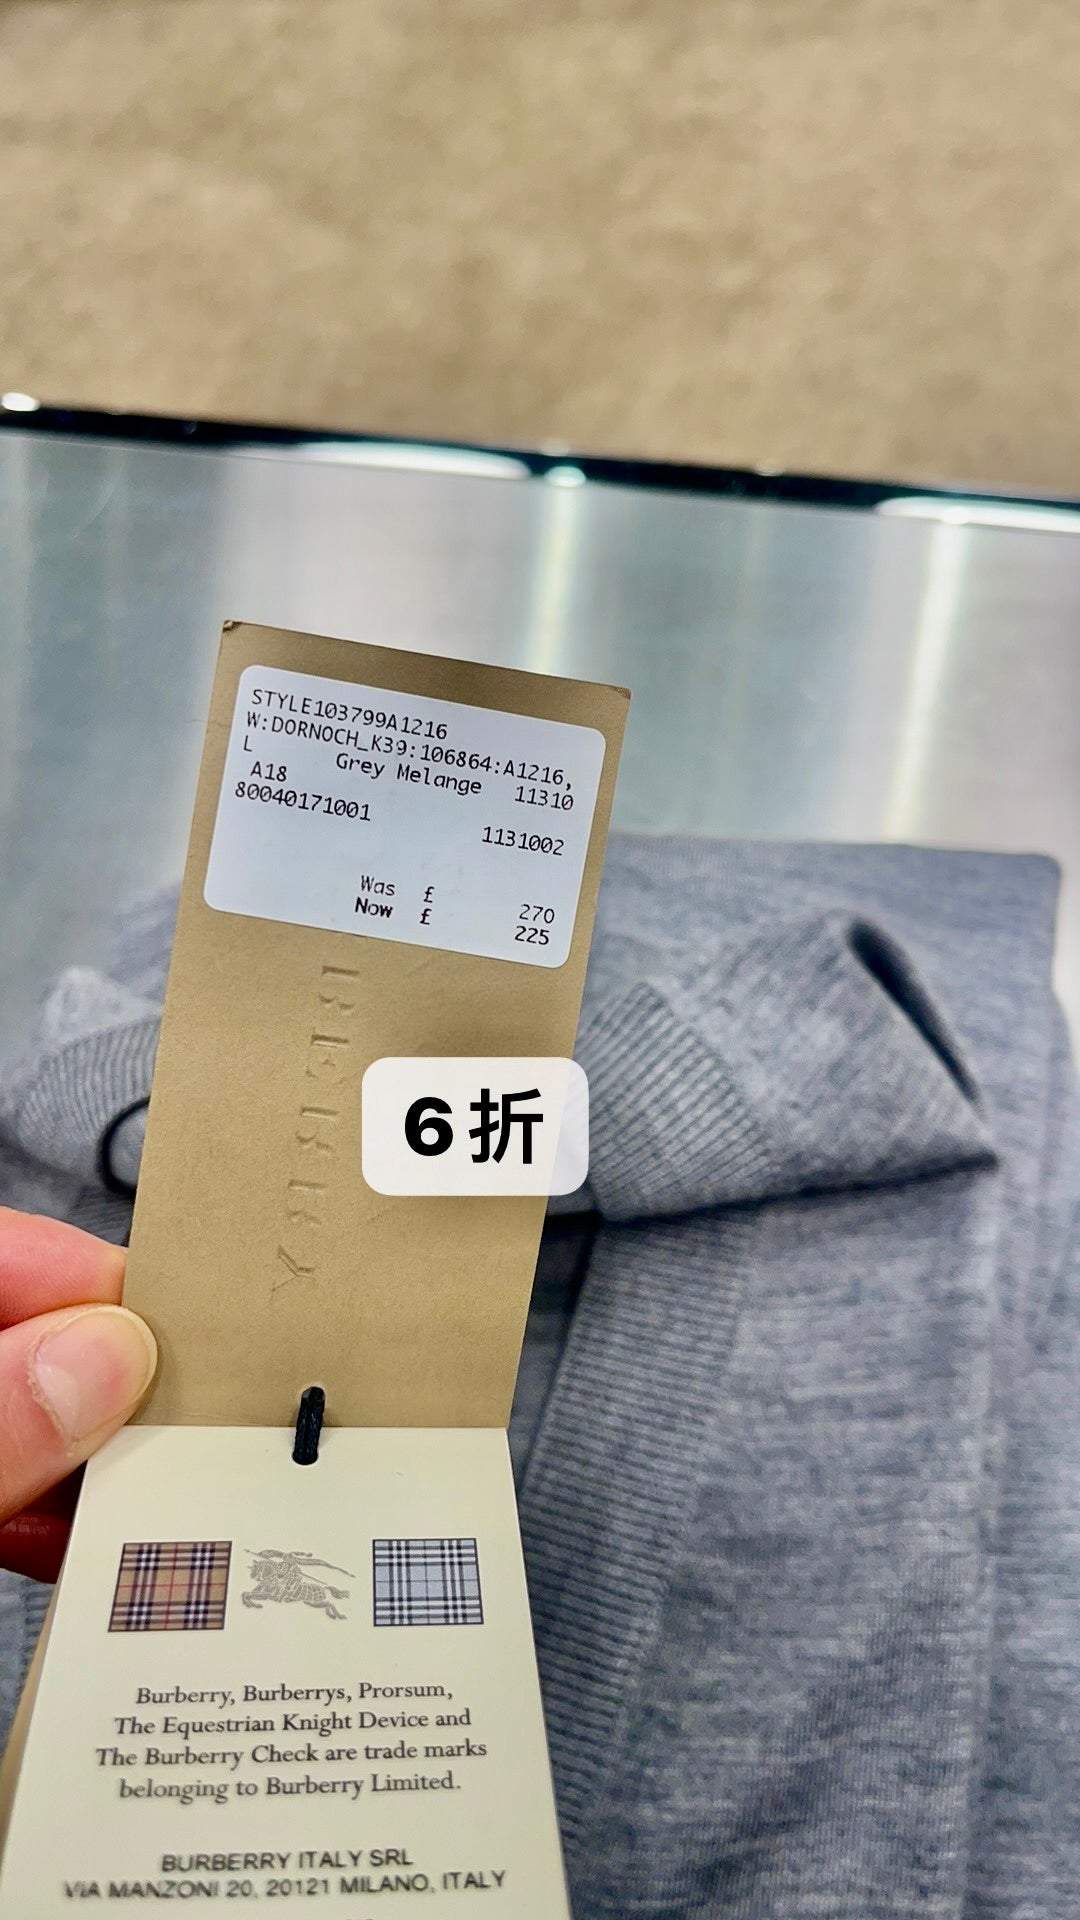 STYLE103799A1216
W:DORNOCH_K39:106864:A1216,
L Grey Melange 11310
A18
80040171001 1131002
Was £ 270
Now £ 225
BERRY
6折
Burberry, Burberrys, Prorsum,
The Equestrian Knight Device and
The Burberry Check are trade marks
belonging to Burberry Limited.
BURBERRY ITALY SRL
VIA MANZONI 20, 20121 MILANO, ITALY